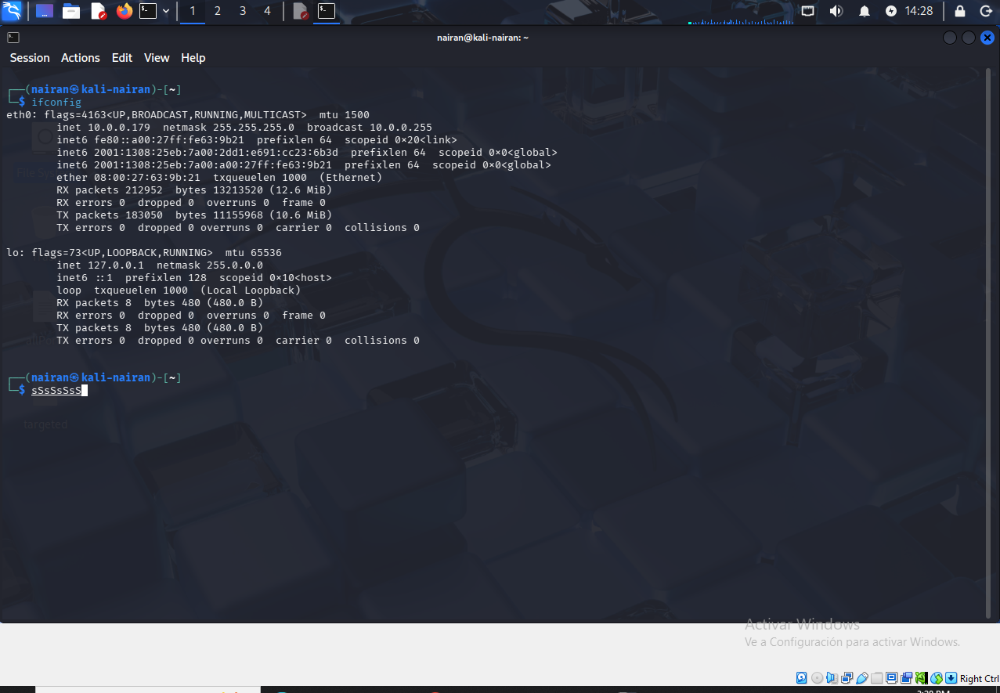 1 2 3 4 14:28
nairan@kali-nairan: ~
Session Actions Edit View Help
┌──(nairan㉿kali-nairan)-[~]
└─$ ifconfig
eth0: flags=4163<UP,BROADCAST,RUNNING,MULTICAST>  mtu 1500
        inet 10.0.0.179  netmask 255.255.255.0  broadcast 10.0.0.255
        inet6 fe80::a00:27ff:fe63:9b21  prefixlen 64  scopeid 0×20<link>
        inet6 2001:1308:25eb:7a00:2dd1:e691:cc23:6b3d  prefixlen 64  scopeid 0×0<global>
        inet6 2001:1308:25eb:7a00:a00:27ff:fe63:9b21  prefixlen 64  scopeid 0×0<global>
        ether 08:00:27:63:9b:21  txqueuelen 1000  (Ethernet)
        RX packets 212952  bytes 13213520 (12.6 MiB)
        RX errors 0  dropped 0  overruns 0  frame 0
        TX packets 183050  bytes 11155968 (10.6 MiB)
        TX errors 0  dropped 0 overruns 0  carrier 0  collisions 0
lo: flags=73<UP,LOOPBACK,RUNNING>  mtu 65536
        inet 127.0.0.1  netmask 255.0.0.0
        inet6 ::1  prefixlen 128  scopeid 0×10<host>
        loop  txqueuelen 1000  (Local Loopback)
        RX packets 8  bytes 480 (480.0 B)
        RX errors 0  dropped 0  overruns 0  frame 0
        TX packets 8  bytes 480 (480.0 B)
        TX errors 0  dropped 0 overruns 0  carrier 0  collisions 0
┌──(nairan㉿kali-nairan)-[~]
└─$ sSsSsSsS
targeted
Activar Windows
Ve a Configuración para activar Windows.
Right Ctrl